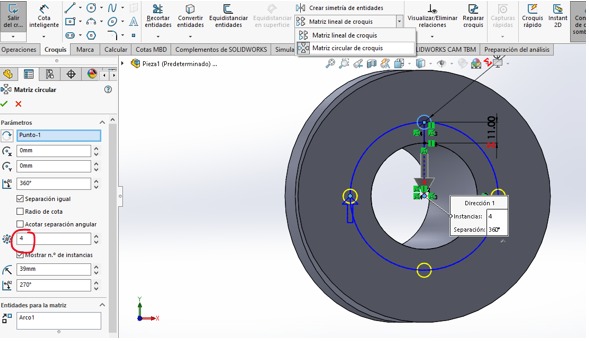 Salir
del cr...
Cota
inteligente
Recortar
entidades
Convertir
entidades
Equidistanciar
entidades
Equidistanciar
en superficie
Crear simetría de entidades
Matriz lineal de croquis
Matriz lineal de croquis
Matriz circular de croquis
Visualizar/Eliminar
relaciones
Reparar
croquis
Capturas
rápidas
Croquis
rápido
Instant
2D
Operaciones
Croquis
Marca
Calcular
Cotas MBD
Complementos de SOLIDWORKS
Simula
SOLIDWORKS CAM TBM
Preparación del análisis
Pieza1 (Predeterminado) ...
Matriz circular
Parámetros
Punto-1
0mm
0mm
360°
Separación igual
Radio de cota
Acotar separación angular
4
Mostrar n.º de instancias
39mm
270°
Entidades para la matriz
Arco1
11.00
Dirección 1
Instancias: 4
Separación: 360°
Y
X